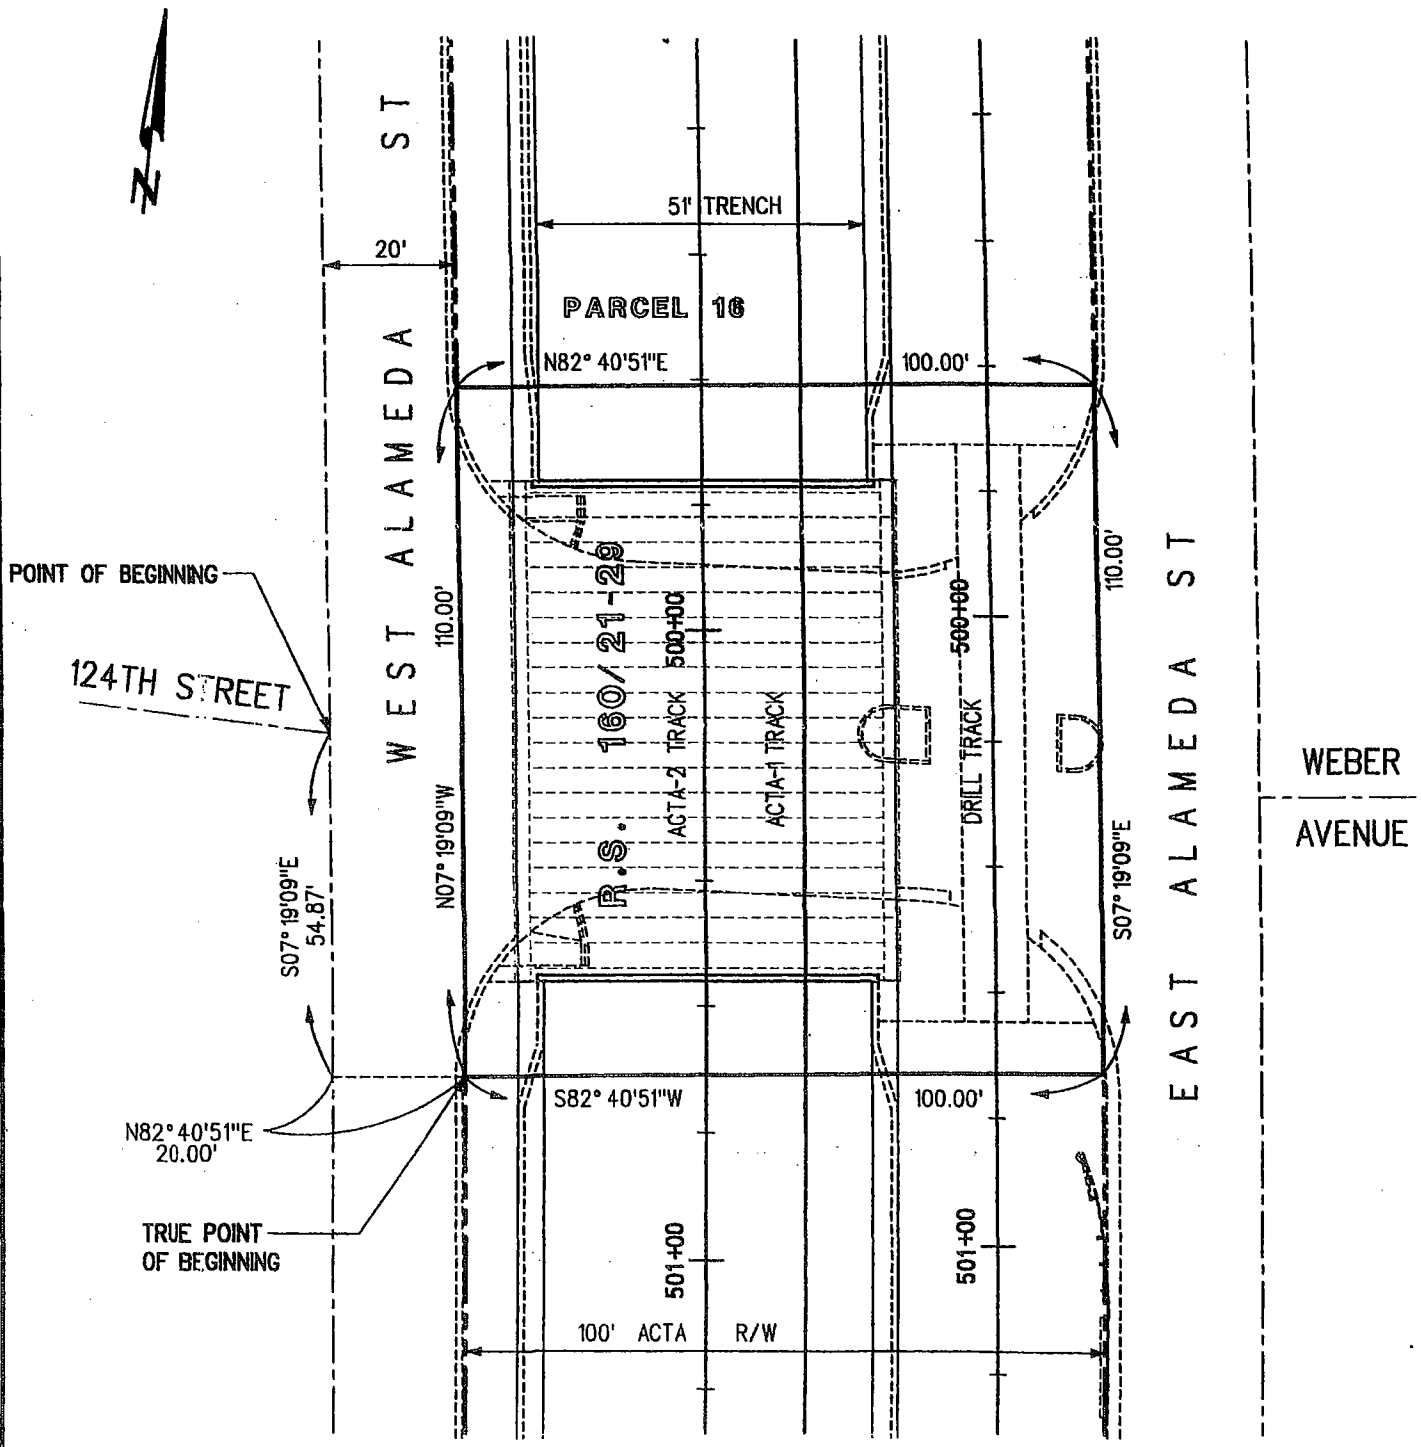 N
WEST ALAMEDA ST
20'
51' TRENCH
PARCEL 16
N82° 40'51"E
100.00'
POINT OF BEGINNING
124TH STREET
110.00'
N07° 19'09"W
S07° 19'09"E
54.87'
R.S. 160/21-29
ACTA-2 TRACK
500+00
ACTA-1 TRACK
500+00
DRILL TRACK
110.00'
S07° 19'09"E
EAST ALAMEDA ST
WEBER
AVENUE
S82° 40'51"W
100.00'
N82° 40'51"E
20.00'
TRUE POINT
OF BEGINNING
501+00
501+00
100' ACTA R/W